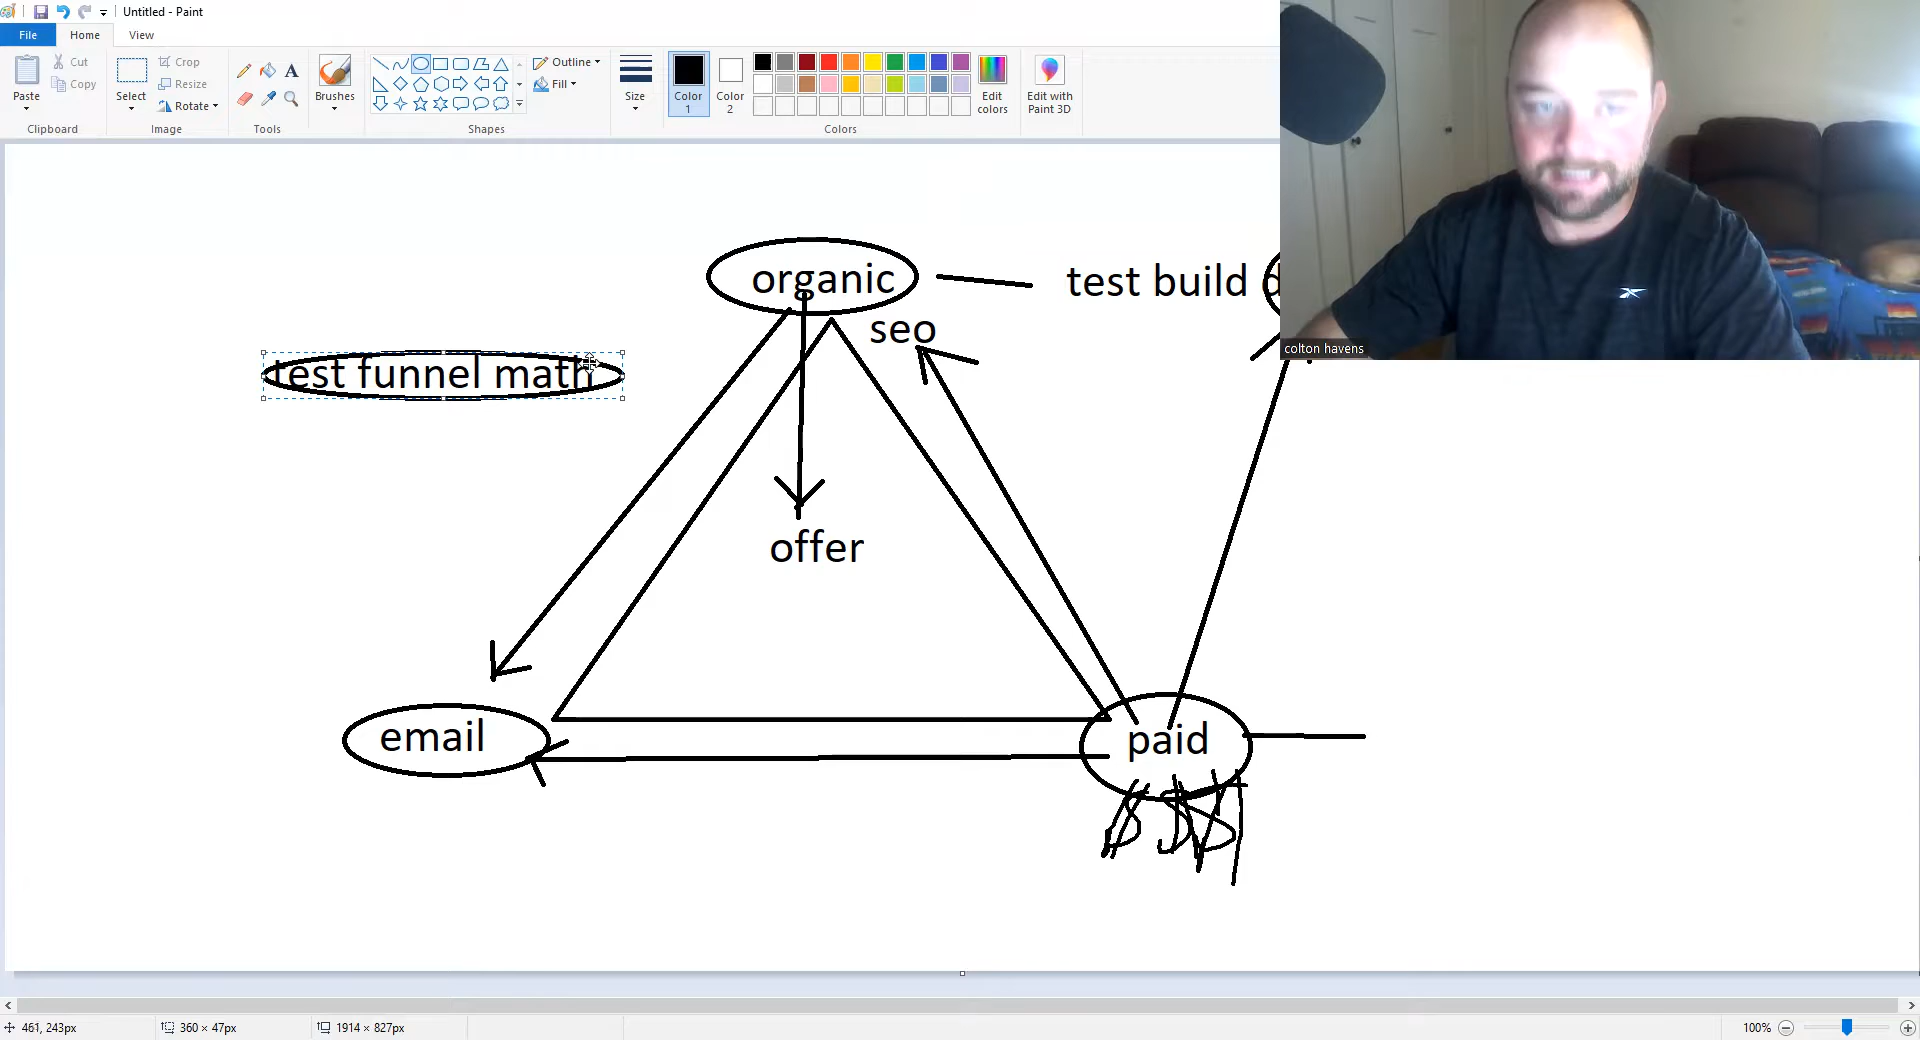 Untitled - Paint
File
Home
View
Paste
Cut
Copy
Clipboard
Select
Crop
Resize
Rotate
Image
A
Tools
Brushes
Shapes
Outline
Fill
Size
Color 1
Color 2
Colors
Edit colors
Edit with Paint 3D
colton havens
organic
test build
seo
test funnel math
offer
email
paid
461, 243px
360 × 47px
1914 × 827px
100%